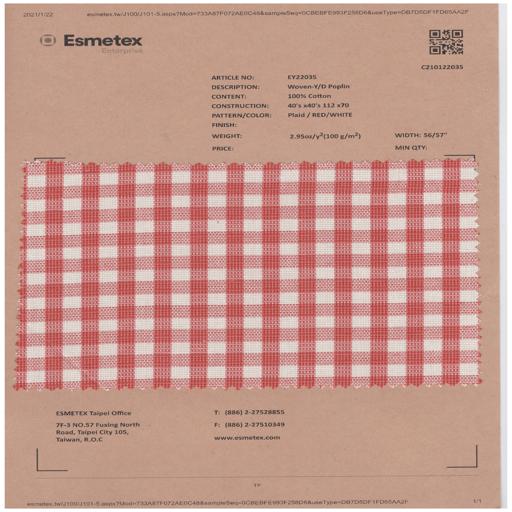 2021/1/22 esmetex.tw/J100/J101-5.aspx?Mod=733A87F072AE0C48&sampleSeq=0CBEBFE993F258D6&useType=DB7D5DF1FD65AA2F
Esmetex
Enterprise
C210122035
ARTICLE NO: EY22035
DESCRIPTION: Woven-Y/D Poplin
CONTENT: 100% Cotton
CONSTRUCTION: 40's x40's 112 x70
PATTERN/COLOR: Plaid / RED/WHITE
FINISH:
WEIGHT: 2.95oz/y²(100 g/m²) WIDTH: 56/57"
PRICE: MIN QTY:
ESMETEX Taipei Office T: (886) 2-27528855
7F-3 NO.57 Fuxing North F: (886) 2-27510349
Road, Taipei City 105,
Taiwan, R.O.C www.esmetex.com
esmetex.tw/J100/J101-5.aspx?Mod=733A87F072AE0C48&sampleSeq=0CBEBFE993F258D6&useType=DB7D5DF1FD65AA2F 1/1